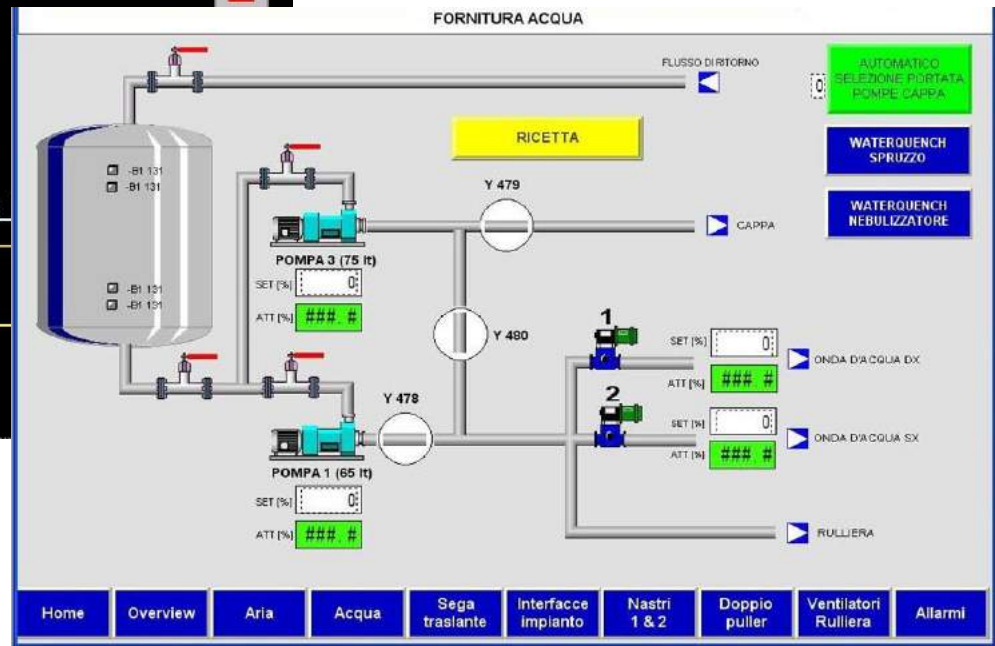 FORNITURA ACQUA
FLUSSO DI RITORNO
0
AUTOMATICO
SELEZIONE PORTATA
POMPE CAPPA
RICETTA
WATERQUENCH
SPRUZZO
WATERQUENCH
NEBULIZZATORE
-B1 131
-B1 131
-B1 131
-B1 131
Y 479
CAPPA
POMPA 3 (75 lt)
SET [%] 0
ATT [%] ###.#
Y 480
1
SET [%] 0
ATT [%] ###.#
ONDA D'ACQUA DX
2
SET [%] 0
ATT [%] ###.#
ONDA D'ACQUA SX
Y 478
POMPA 1 (65 lt)
SET [%] 0
ATT [%] ###.#
RULLIERA
Home
Overview
Aria
Acqua
Sega
traslante
Interfacce
impianto
Nastri
1 & 2
Doppio
puller
Ventilatori
Rulliera
Allarmi